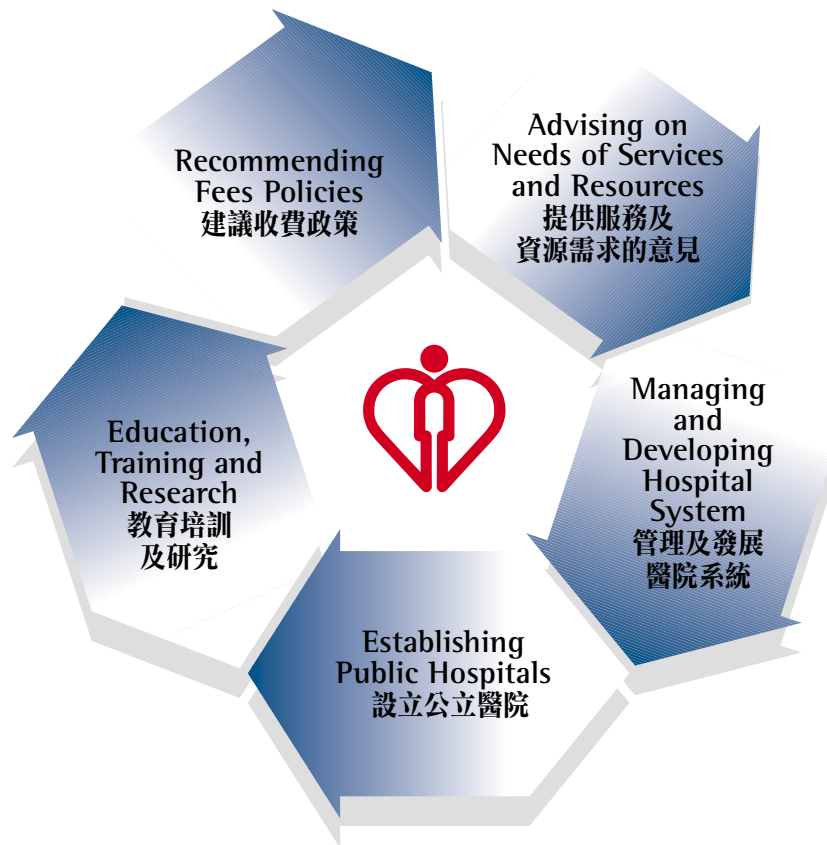 Recommending
Fees Policies
建議收費政策
Advising on
Needs of Services
and Resources
提供服務及
資源需求的意見
Managing
and
Developing
Hospital
System
管理及發展
醫院系統
Establishing
Public Hospitals
設立公立醫院
Education,
Training and
Research
教育培訓
及研究